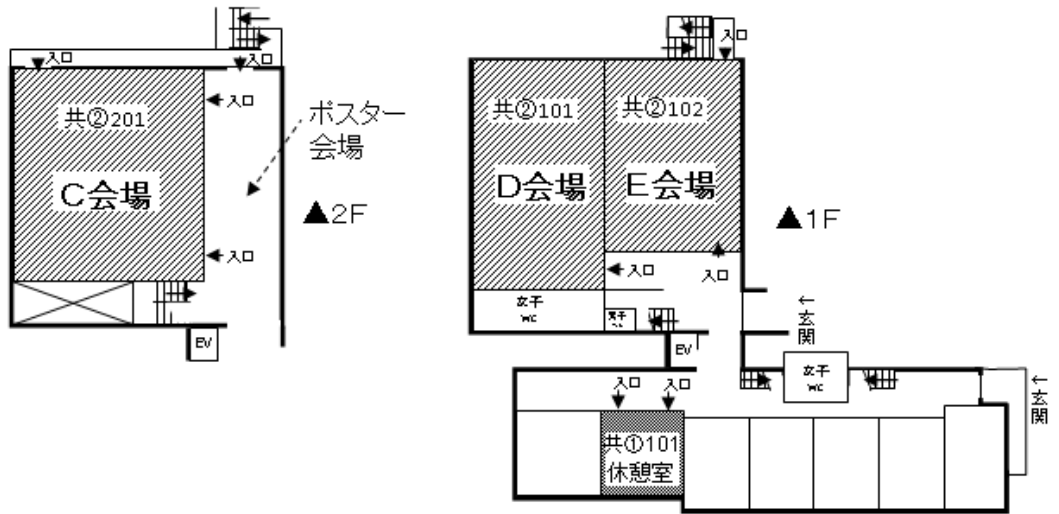 入口
入口
入口
共②201
C会場
ポスター
会場
▲2F
入口
EV
入口
共②101
共②102
D会場
E会場
▲1F
入口
入口
女子
WC
WC
EV
←玄関
女子
WC
入口
入口
←玄関
共①101
休憩室